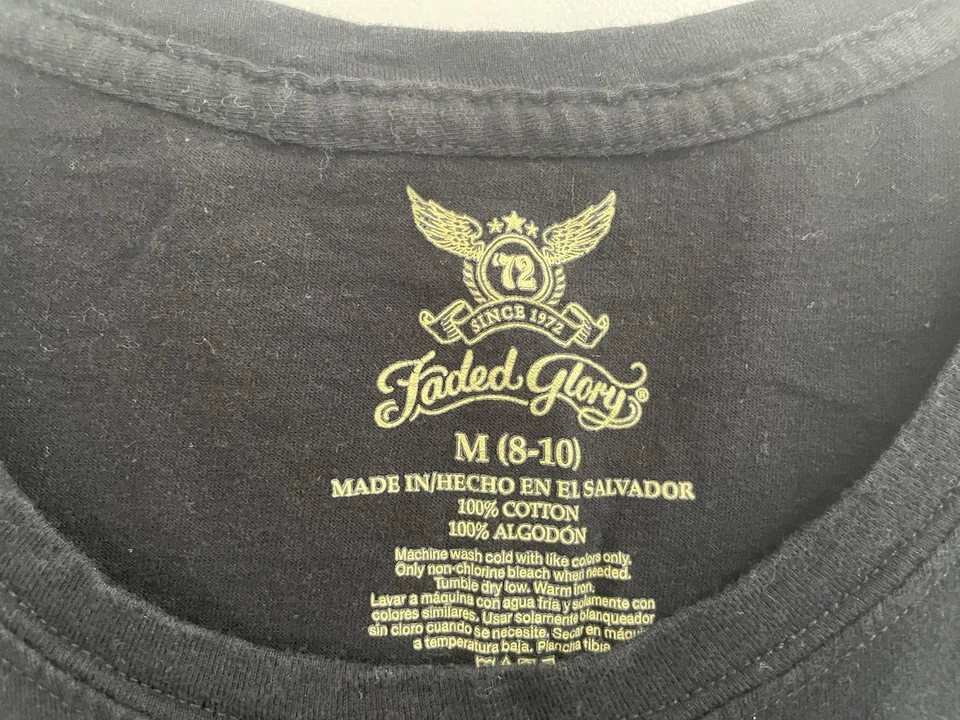 '72
SINCE 1972
Faded Glory®
M (8-10)
MADE IN/HECHO EN EL SALVADOR
100% COTTON
100% ALGODÓN
Machine wash cold with like colors only.
Only non-chlorine bleach when needed.
Tumble dry low. Warm iron.
Lavar a máquina con agua fría y solamente con
colores similares. Usar solamente blanqueador
sin cloro cuando se necesite. Secar en
a temperatura baja. Plancha tibia